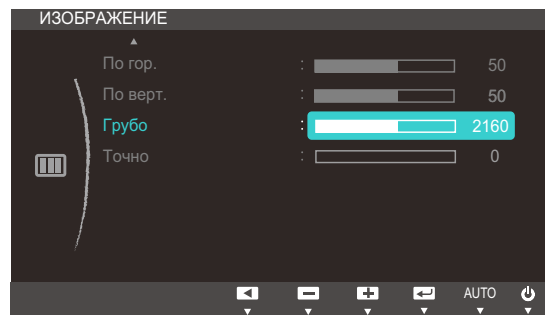 ИЗОБРАЖЕНИЕ
По гор. : 50
По верт. : 50
Грубо : 2160
Точно : 0
AUTO